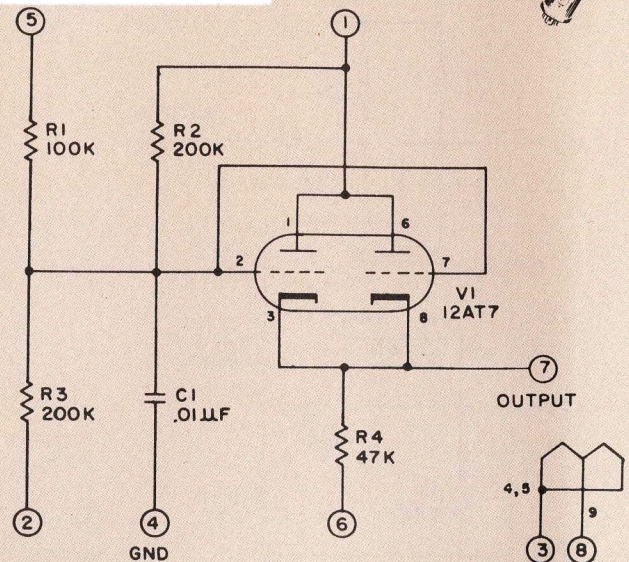 5
1
R1
100K
R2
200K
1
6
2
7
V1
12AT7
3
8
7
OUTPUT
R3
200K
C1
.01µF
R4
47K
4,5
9
2
4
6
3
8
GND